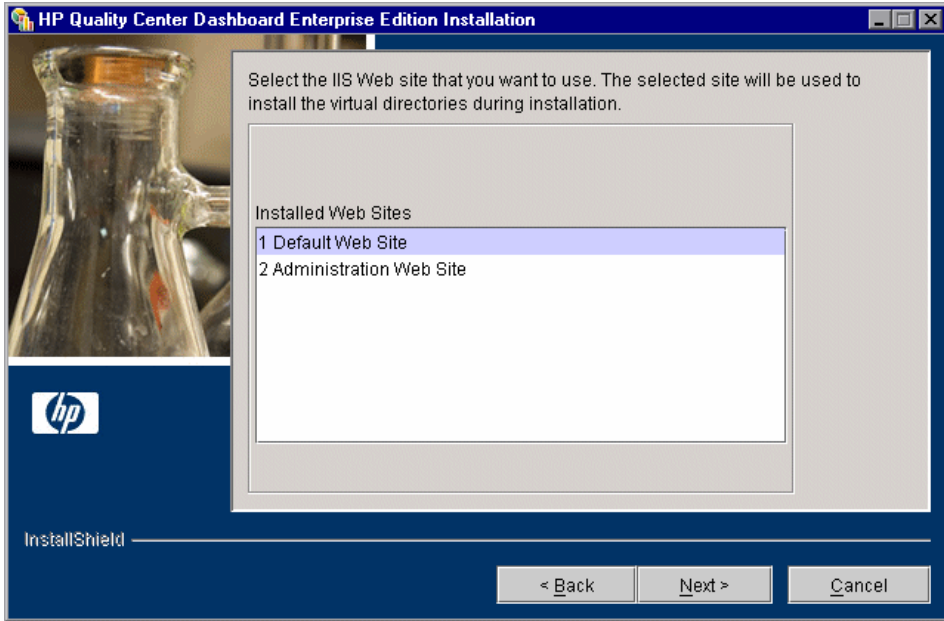 HP Quality Center Dashboard Enterprise Edition Installation
Select the IIS Web site that you want to use. The selected site will be used to
install the virtual directories during installation.
Installed Web Sites
1 Default Web Site
2 Administration Web Site
hp
InstallShield
< Back
Next >
Cancel